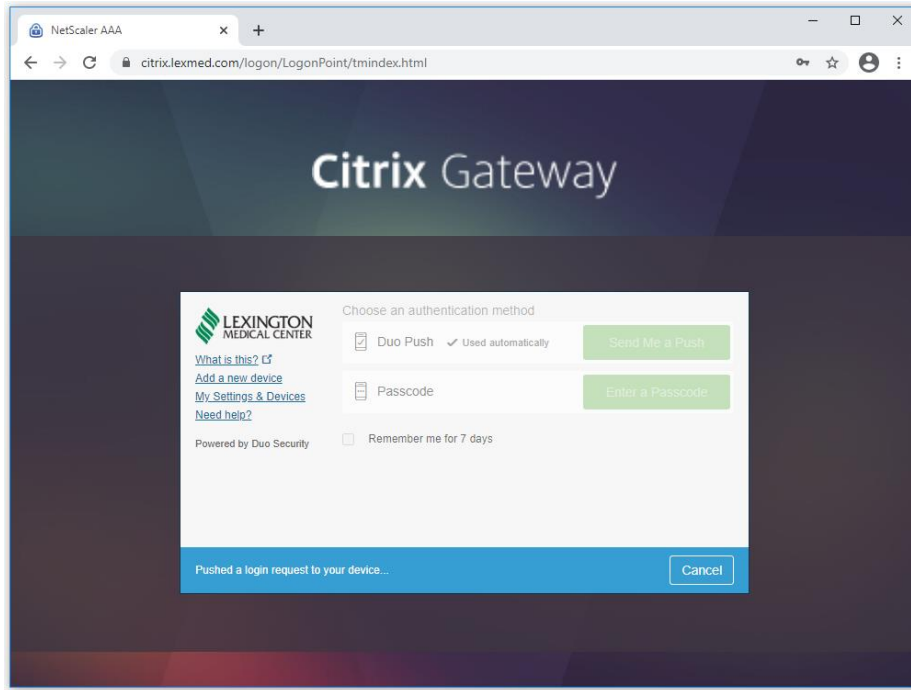 NetScaler AAA
citrix.lexmed.com/logon/LogonPoint/tmindex.html
Citrix Gateway
LEXINGTON
MEDICAL CENTER
What is this?
Add a new device
My Settings & Devices
Need help?
Powered by Duo Security
Choose an authentication method
Duo Push Used automatically Send Me a Push
Passcode Enter a Passcode
Remember me for 7 days
Pushed a login request to your device... Cancel